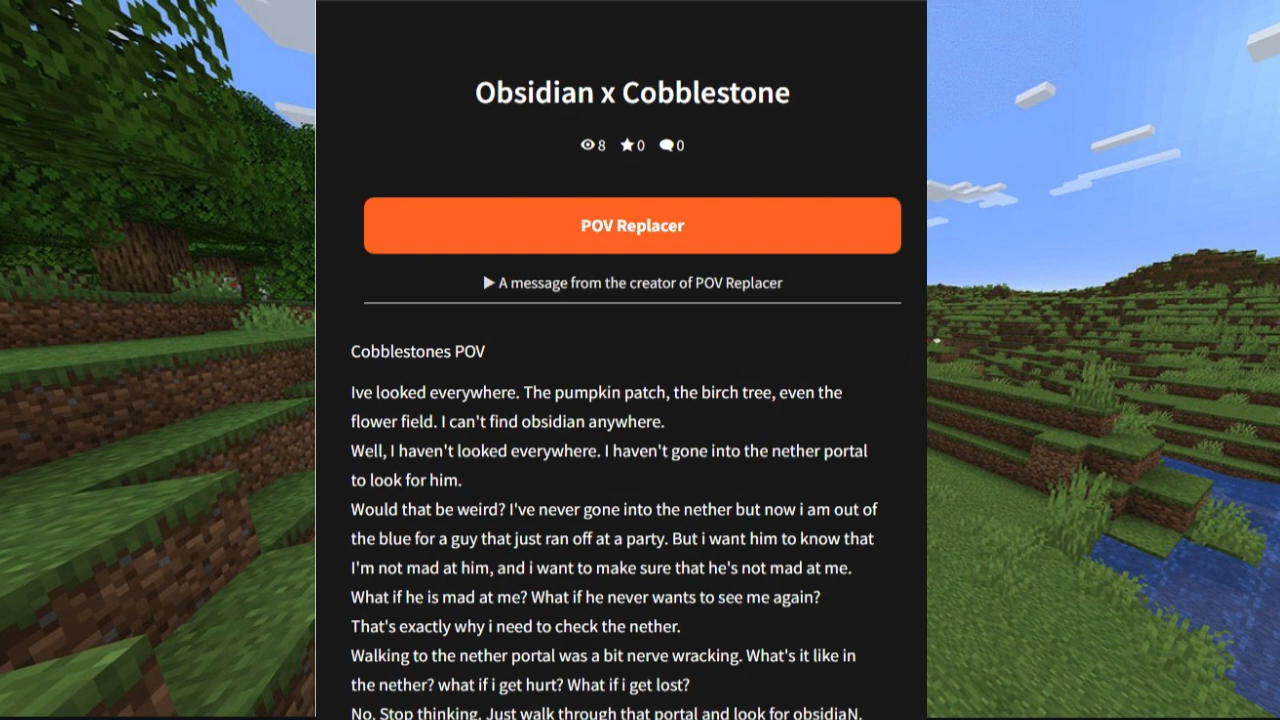 Obsidian x Cobblestone
8 0 0
POV Replacer
A message from the creator of POV Replacer
Cobblestones POV
Ive looked everywhere. The pumpkin patch, the birch tree, even the
flower field. I can't find obsidian anywhere.
Well, I haven't looked everywhere. I haven't gone into the nether portal
to look for him.
Would that be weird? I've never gone into the nether but now i am out of
the blue for a guy that just ran off at a party. But i want him to know that
I'm not mad at him, and i want to make sure that he's not mad at me.
What if he is mad at me? What if he never wants to see me again?
That's exactly why i need to check the nether.
Walking to the nether portal was a bit nerve wracking. What's it like in
the nether? what if i get hurt? What if i get lost?
No. Stop thinking. Just walk through that portal and look for obsidiaN.